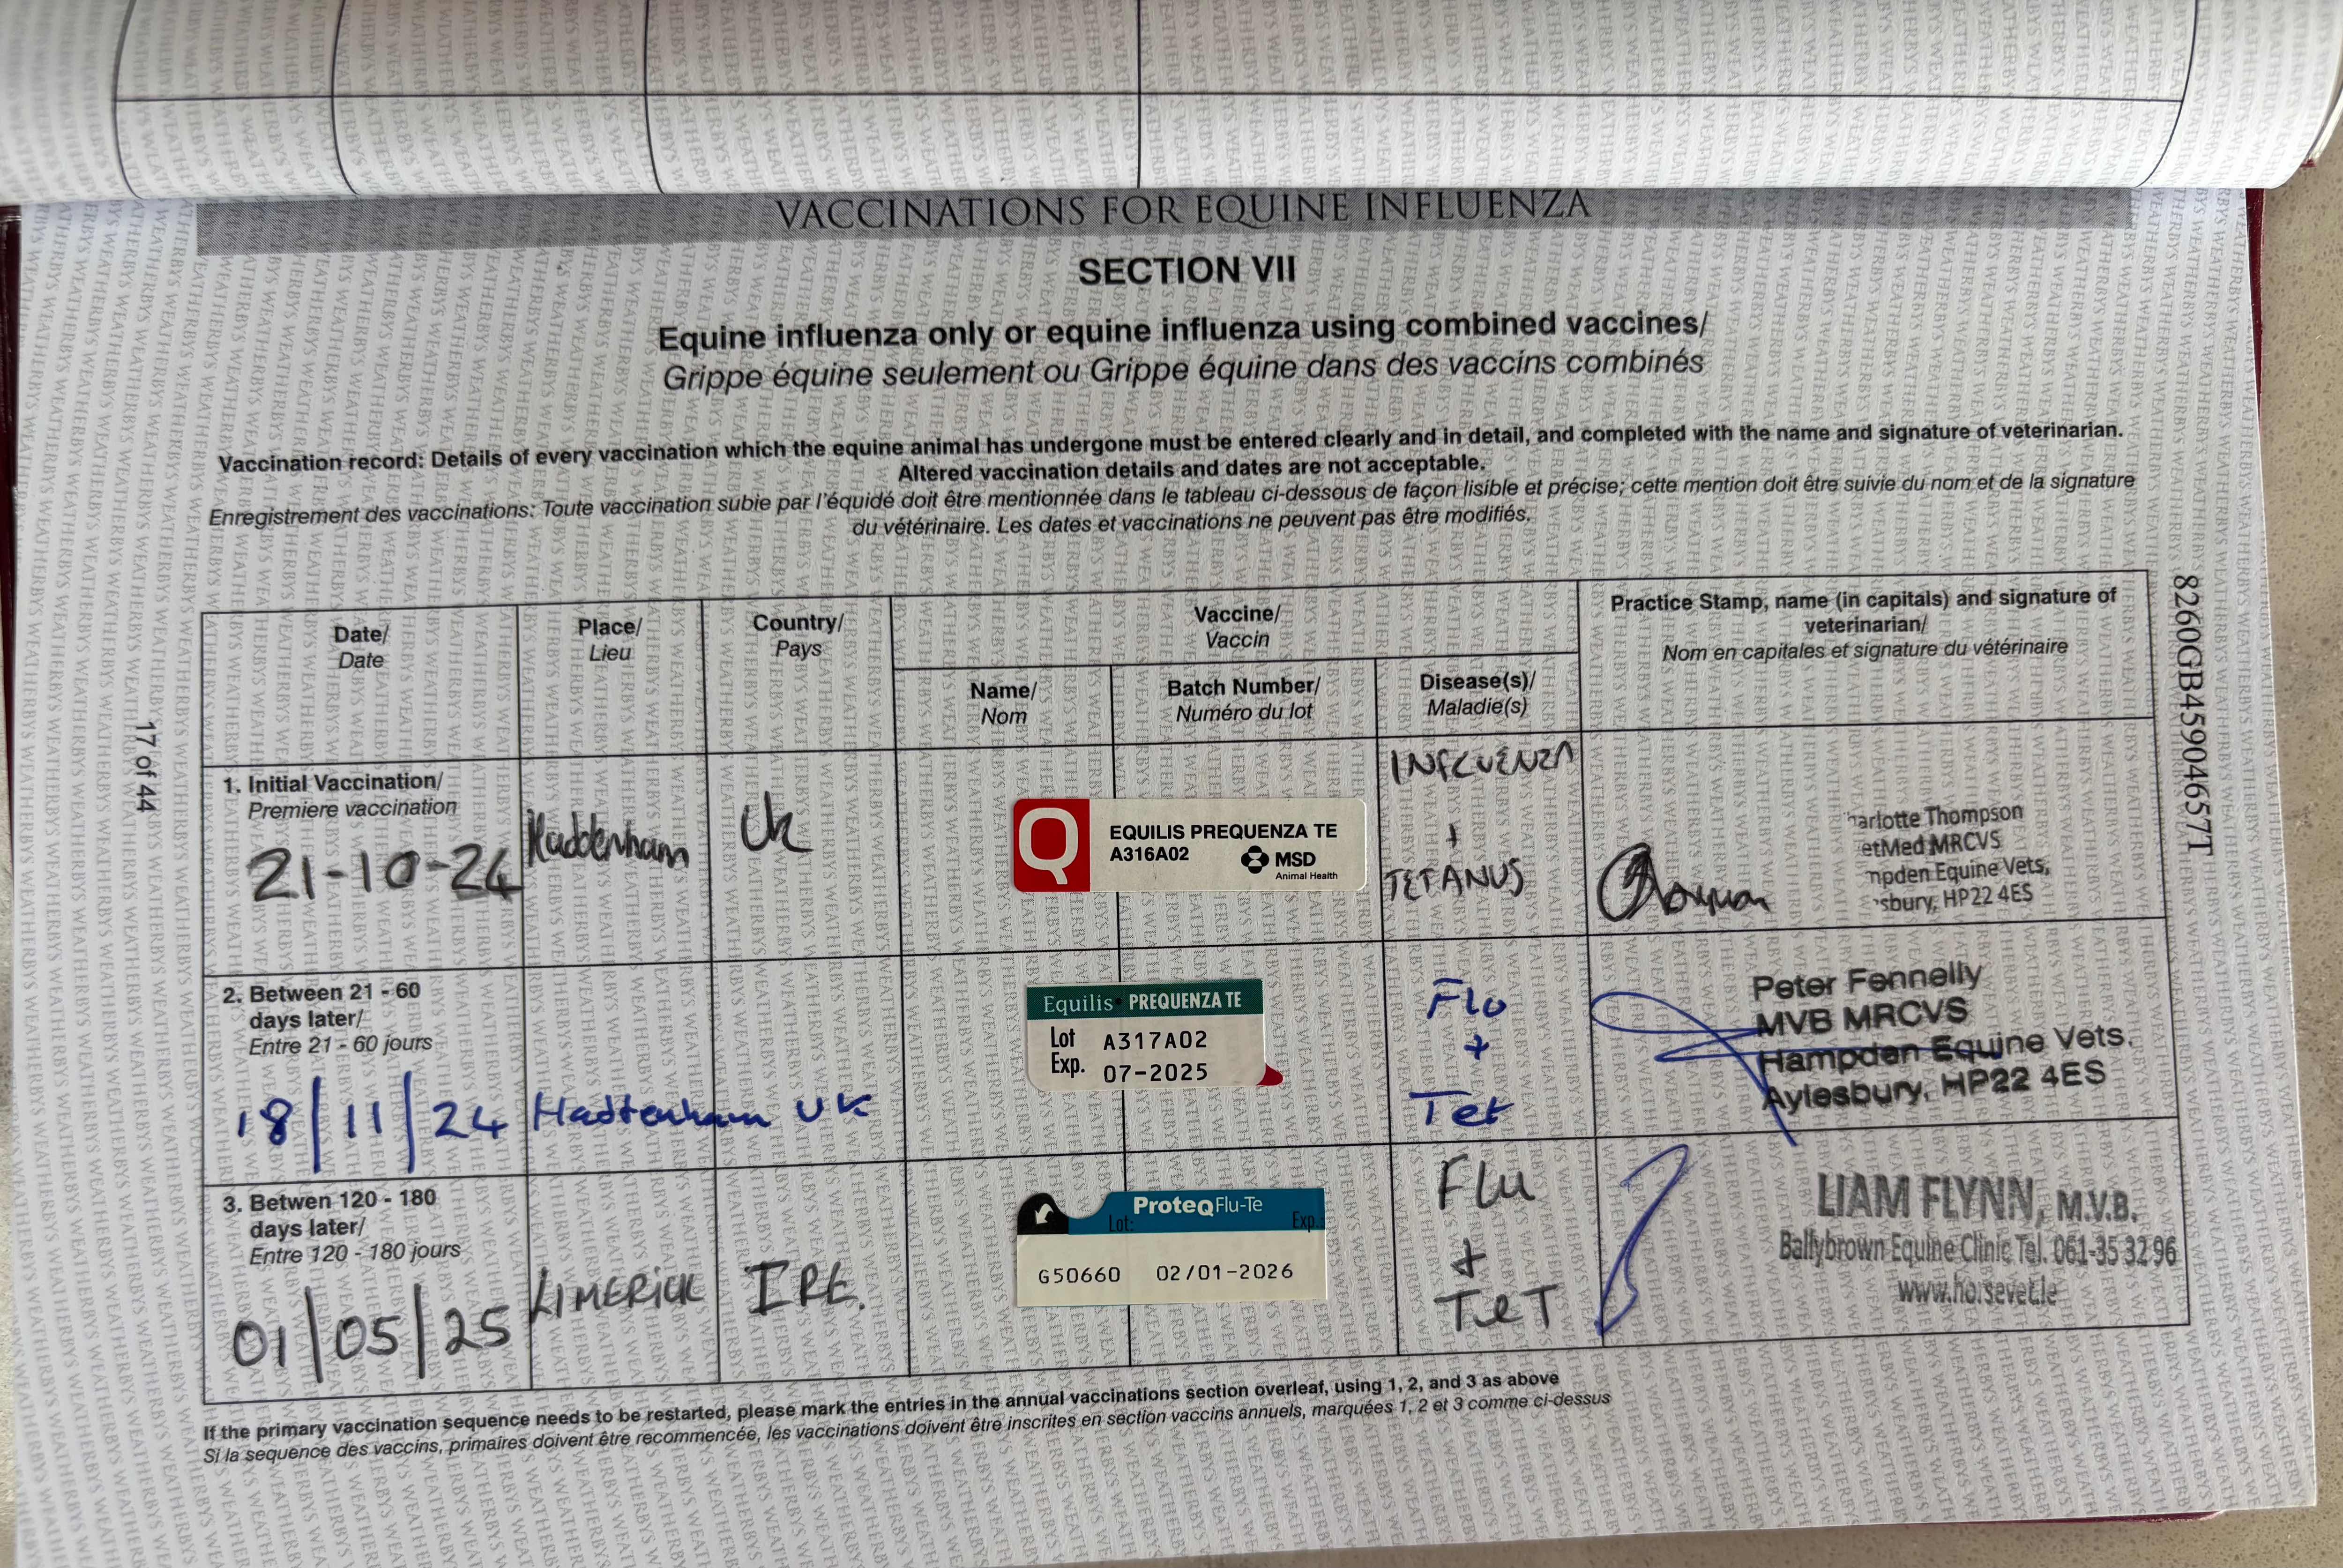 VACCINATIONS FOR EQUINE INFLUENZA
SECTION VII
Equine influenza only or equine influenza using combined vaccines/
Grippe équine seulement ou Grippe équine dans des vaccins combinés
Vaccination record: Details of every vaccination which the equine animal has undergone must be entered clearly and in detail, and completed with the name and signature of veterinarian.
Altered vaccination details and dates are not acceptable.
Enregistrement des vaccinations: Toute vaccination subie par l'équidé doit être mentionnée dans le tableau ci-dessous de façon lisible et précise; cette mention doit être suivie du nom et de la signature
du vétérinaire. Les dates et vaccinations ne peuvent pas être modifiés.
Date/
Date
Place/
Lieu
Country/
Pays
Vaccine/
Vaccin
Name/
Nom
Batch Number/
Numéro du lot
Disease(s)/
Maladie(s)
Practice Stamp, name (in capitals) and signature of
veterinarian/
Nom en capitales et signature du vétérinaire
1. Initial Vaccination/
Premiere vaccination
21-10-24
Haddenham
UK
Q
EQUILIS PREQUENZA TE
A316A02
MSD
Animal Health
INFLUENZA
+
TETANUS
arlotte Thompson
etMed MRCVS
mpden Equine Vets,
sbury, HP22 4ES
2. Between 21 - 60
days later/
Entre 21 - 60 jours
18/11/24
Haddenham
UK
Equilis PREQUENZA TE
Lot A317A02
Exp. 07-2025
Flu
+
Tet
Peter Fennelly
MVB MRCVS
Hampden Equine Vets.
Aylesbury, HP22 4ES
3. Betwen 120 - 180
days later/
Entre 120 - 180 jours
01/05/25
LIMERICK
IRE.
ProteqFlu-Te
Lot: Exp.:
G50660 02/01-2026
Flu
+
TeT
LIAM FLYNN, M.V.B.
Ballybrown Equine Clinic Tel. 061-35 32 96
www.horsevet.ie
If the primary vaccination sequence needs to be restarted, please mark the entries in the annual vaccinations section overleaf, using 1, 2, and 3 as above
Si la sequence des vaccins, primaires doivent être recommencée, les vaccinations doivent être inscrites en section vaccins annuels, marquées 1, 2 et 3 comme ci-dessus
17 of 44
8260GB45904657T